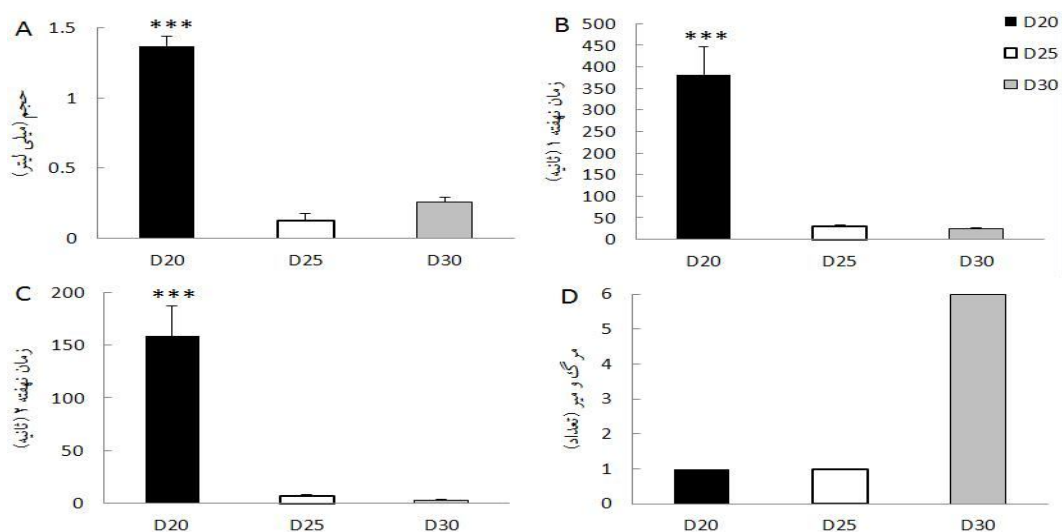 A
حجم (میلی لیتر)
1.5
1
0.5
0
***
D20
D25
D30
B
زمان نهفته ۱ (ثانیه)
500
450
400
350
300
250
200
150
100
50
0
***
D20
D25
D30
D20
D25
D30
C
زمان نهفته ۲ (ثانیه)
200
150
100
50
0
***
D20
D25
D30
D
مرگ و میر (تعداد)
6
5
4
3
2
1
0
D20
D25
D30